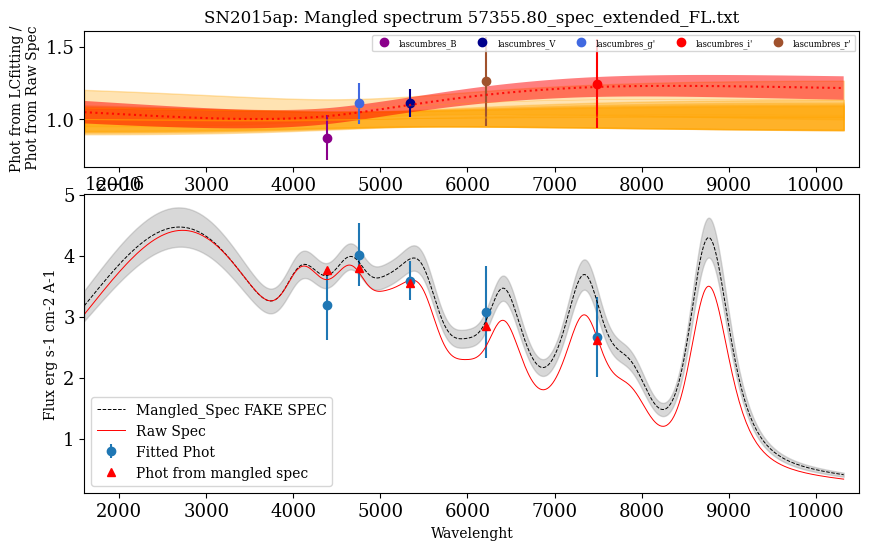 SN2015ap: Mangled spectrum 57355.80_spec_extended_FL.txt
Phot from LCfitting /
Phot from Raw Spec
1.5
1.0
lascumbres_B lascumbres_V lascumbres_g' lascumbres_i' lascumbres_r'
2000 3000 4000 5000 6000 7000 8000 9000 10000
1e−16
Flux erg s-1 cm-2 A-1
5
4
3
2
1
Mangled_Spec FAKE SPEC
Raw Spec
Fitted Phot
Phot from mangled spec
2000 3000 4000 5000 6000 7000 8000 9000 10000
Wavelenght